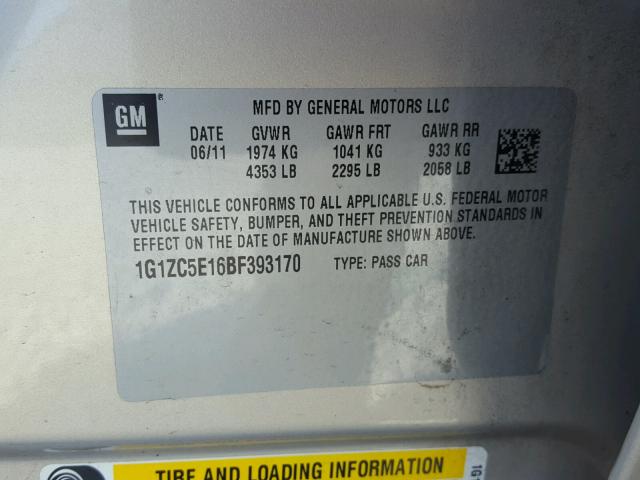 GM ®
MFD BY GENERAL MOTORS LLC
DATE GVWR GAWR FRT GAWR RR
06/11 1974 KG 1041 KG 933 KG
4353 LB 2295 LB 2058 LB
THIS VEHICLE CONFORMS TO ALL APPLICABLE U.S. FEDERAL MOTOR
VEHICLE SAFETY, BUMPER, AND THEFT PREVENTION STANDARDS IN
EFFECT ON THE DATE OF MANUFACTURE SHOWN ABOVE.
1G1ZC5E16BF393170 TYPE: PASS CAR
TIRE AND LOADING INFORMATION